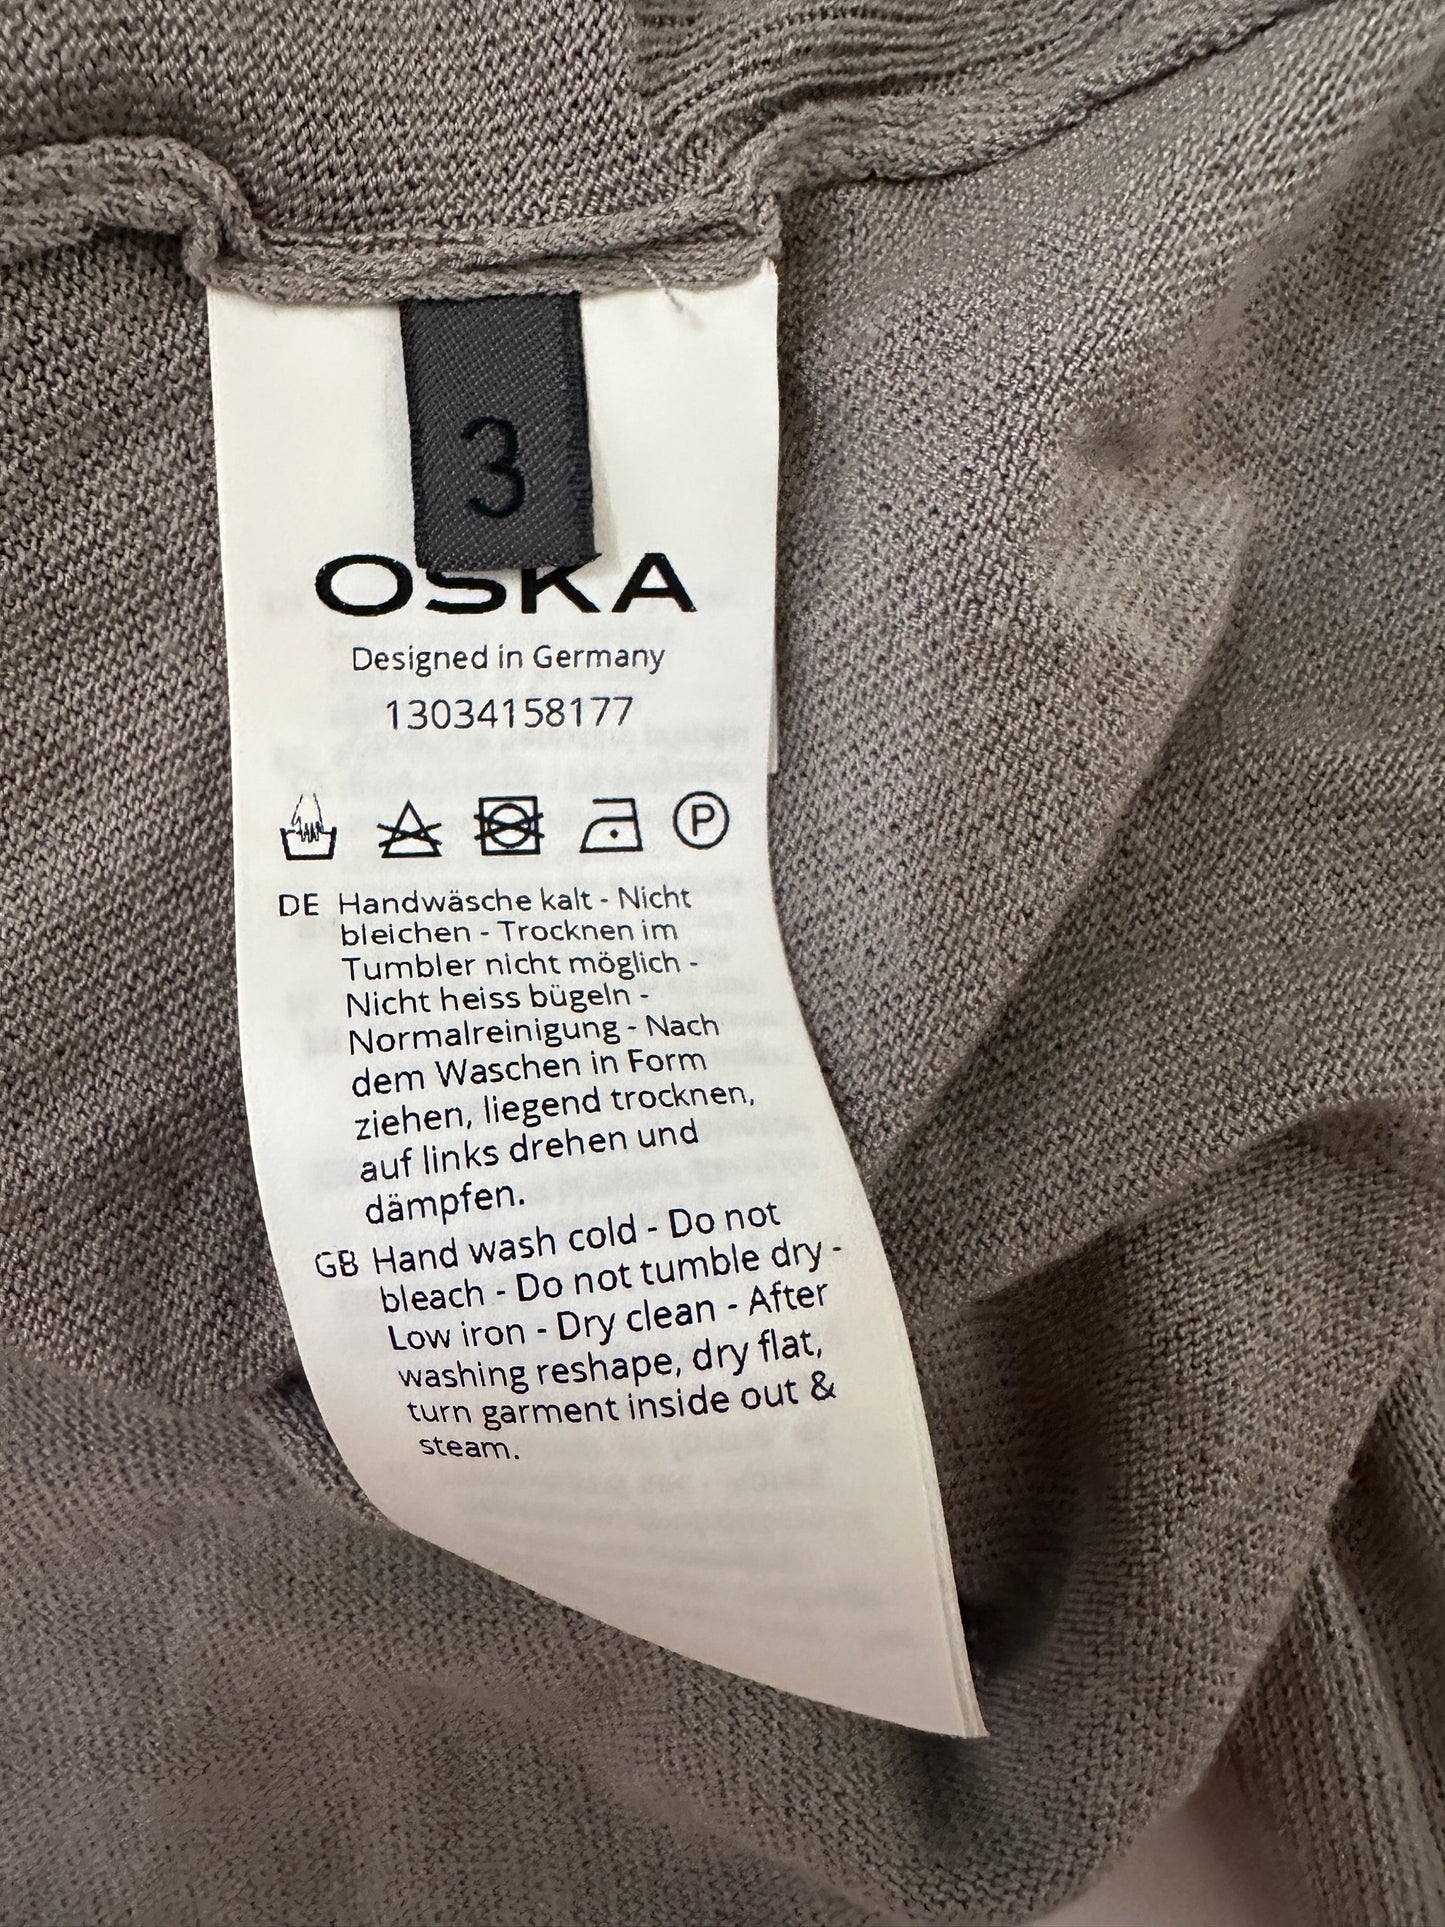 3
OSKA
Designed in Germany
13034158177
P
DE Handwäsche kalt - Nicht
bleichen - Trocknen im
Tumbler nicht möglich -
Nicht heiss bügeln -
Normalreinigung - Nach
dem Waschen in Form
ziehen, liegend trocknen,
auf links drehen und
dämpfen.
GB Hand wash cold - Do not
bleach - Do not tumble dry -
Low iron - Dry clean - After
washing reshape, dry flat,
turn garment inside out &
steam.